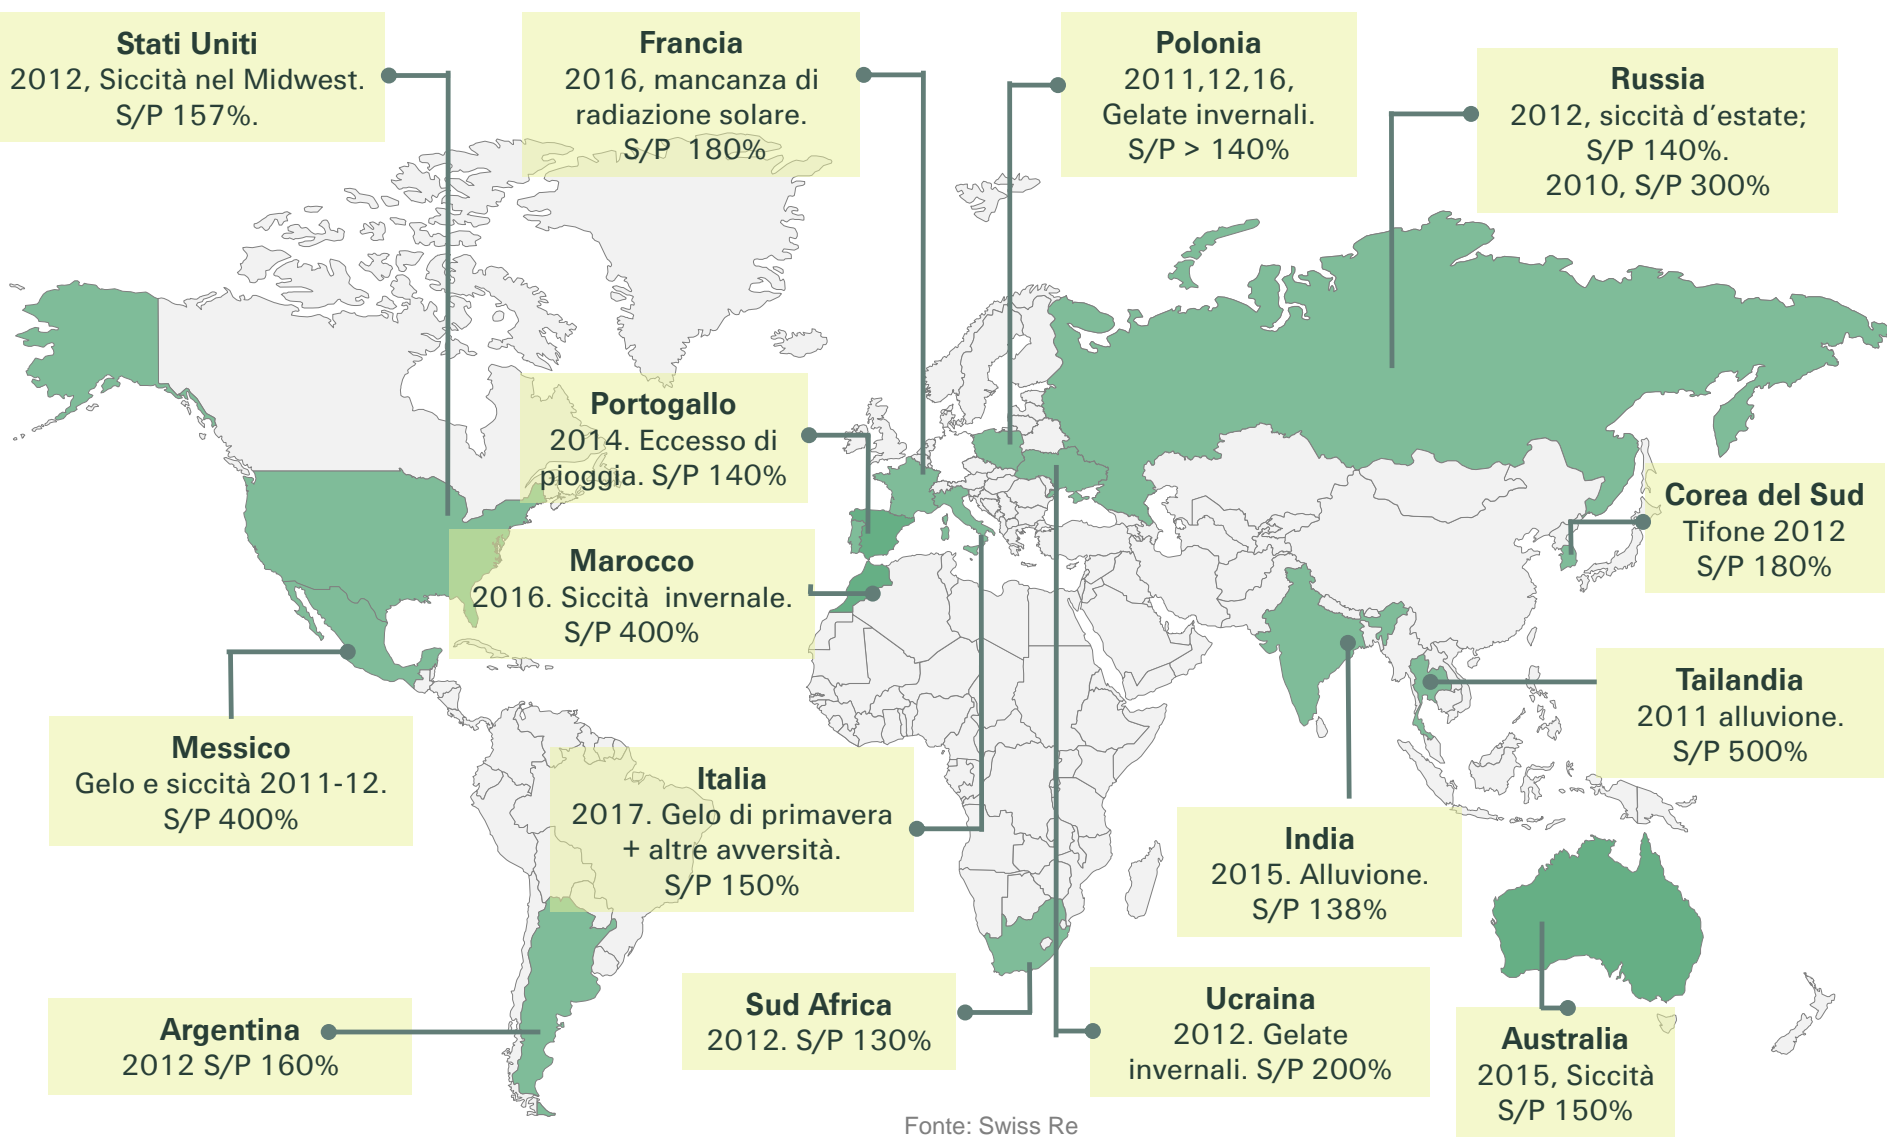 Stati Uniti
2012, Siccità nel Midwest.
S/P 157%.
Francia
2016, mancanza di
radiazione solare.
S/P  180%
Polonia
2011,12,16,
Gelate invernali.
S/P > 140%
Russia
2012, siccità d'estate;
S/P 140%.
2010, S/P 300%
Portogallo
2014. Eccesso di
pioggia. S/P 140%
Corea del Sud
Tifone 2012
S/P 180%
Marocco
2016. Siccità  invernale.
S/P 400%
Tailandia
2011 alluvione.
S/P 500%
Messico
Gelo e siccità 2011-12.
S/P 400%
Italia
2017. Gelo di primavera
+ altre avversità.
S/P 150%
India
2015. Alluvione.
S/P 138%
Argentina
2012 S/P 160%
Sud Africa
2012. S/P 130%
Ucraina
2012. Gelate
invernali. S/P 200%
Australia
2015, Siccità
S/P 150%
Fonte: Swiss Re